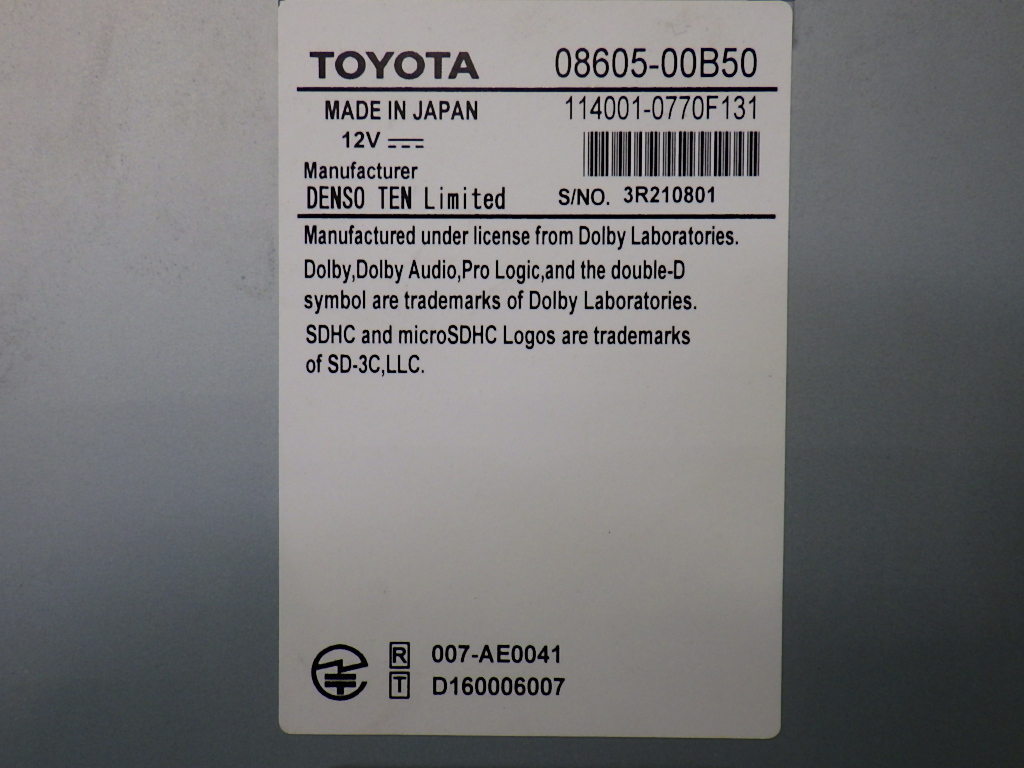 TOYOTA 08605-00B50
MADE IN JAPAN 114001-0770F131
12V
Manufacturer
DENSO TEN Limited S/NO. 3R210801
Manufactured under license from Dolby Laboratories.
Dolby,Dolby Audio,Pro Logic,and the double-D
symbol are trademarks of Dolby Laboratories.
SDHC and microSDHC Logos are trademarks
of SD-3C,LLC.
R 007-AE0041
T D160006007